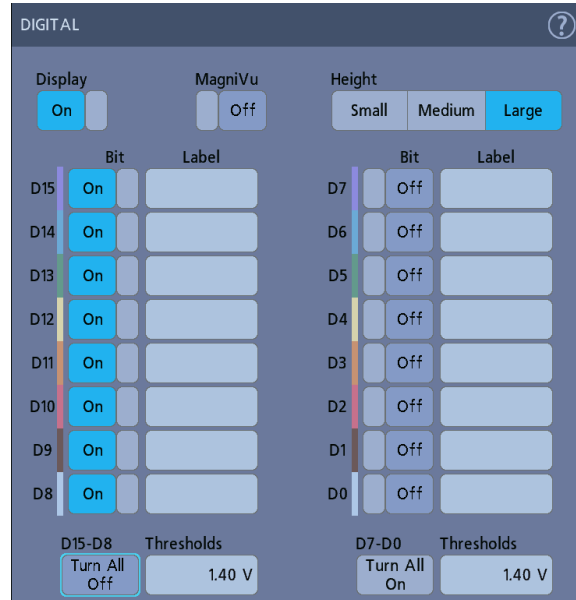 DIGITAL ?
Display MagniVu Height
On Off Small Medium Large
Bit Label Bit Label
D15 On D7 Off
D14 On D6 Off
D13 On D5 Off
D12 On D4 Off
D11 On D3 Off
D10 On D2 Off
D9 On D1 Off
D8 On D0 Off
D15-D8 Thresholds D7-D0 Thresholds
Turn All Off 1.40 V Turn All On 1.40 V